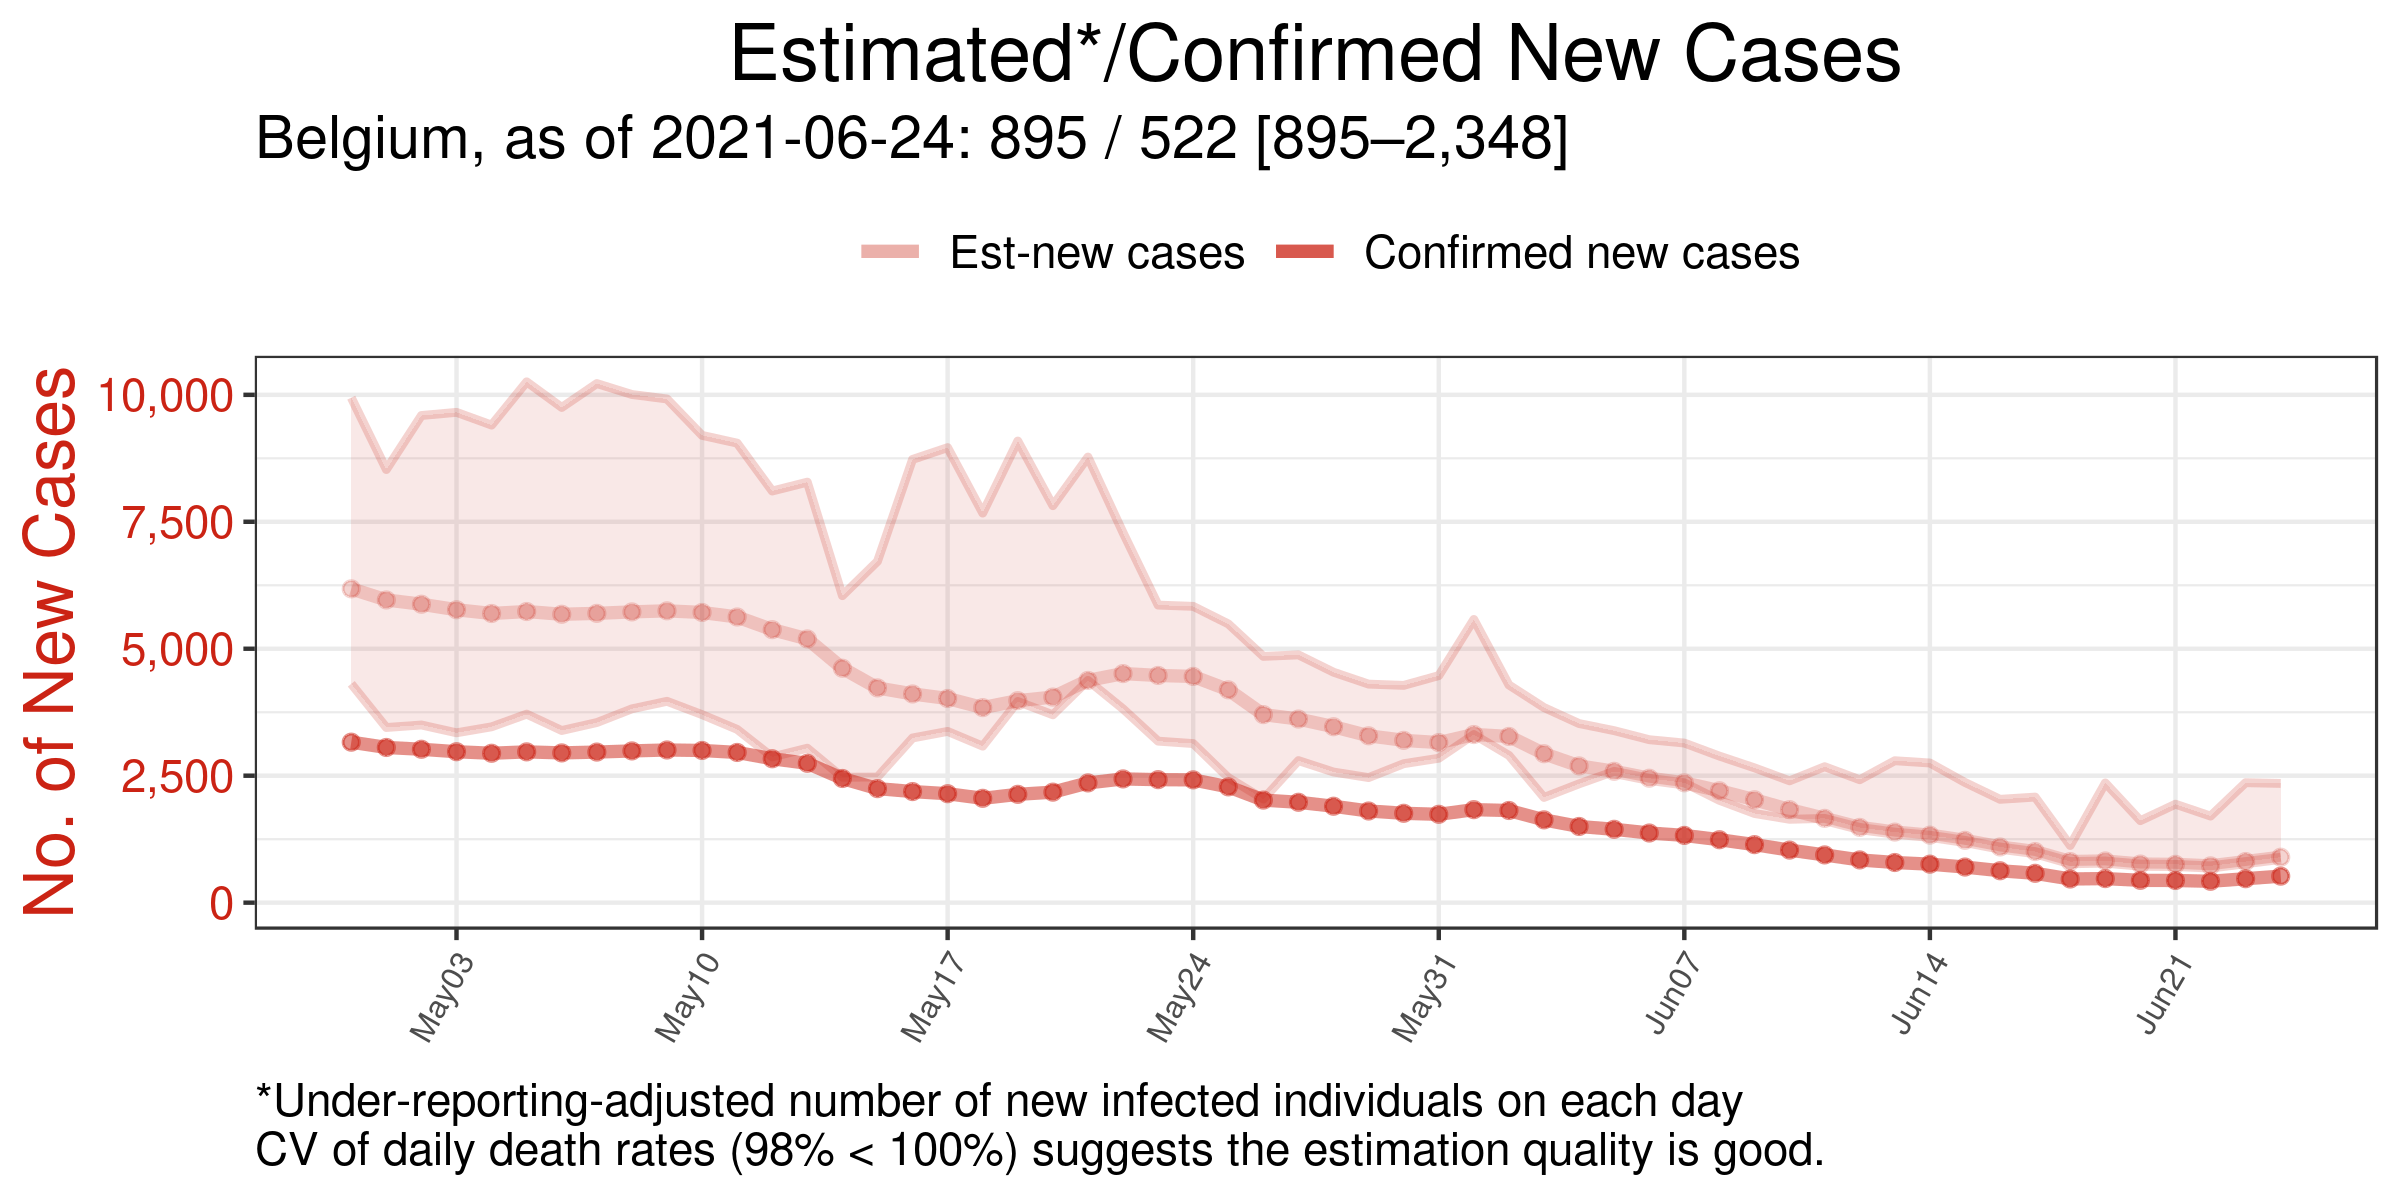 Estimated*/Confirmed New Cases
Belgium, as of 2021-06-24: 895 / 522 [895–2,348]
Est-new cases Confirmed new cases
No. of New Cases
10,000
7,500
5,000
2,500
0
May03 May10 May17 May24 May31 Jun07 Jun14 Jun21
*Under-reporting-adjusted number of new infected individuals on each day
CV of daily death rates (98% < 100%) suggests the estimation quality is good.